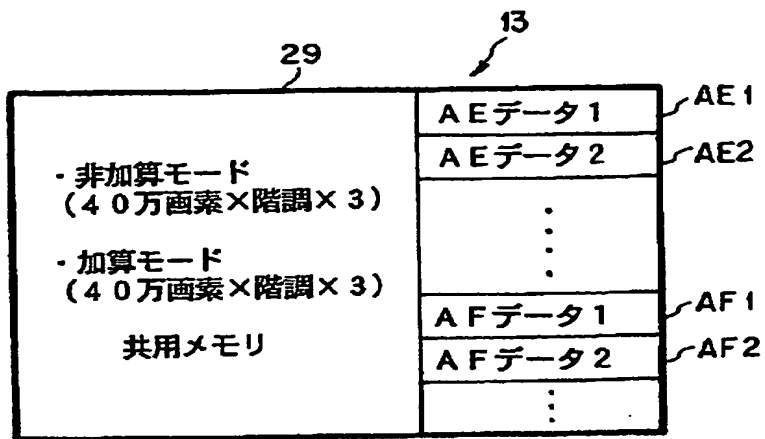 13
29
・非加算モード
(40万画素×階調×3)
・加算モード
(40万画素×階調×3)
共用メモリ
AEデータ1
AE1
AEデータ2
AE2
AFデータ1
AF1
AFデータ2
AF2